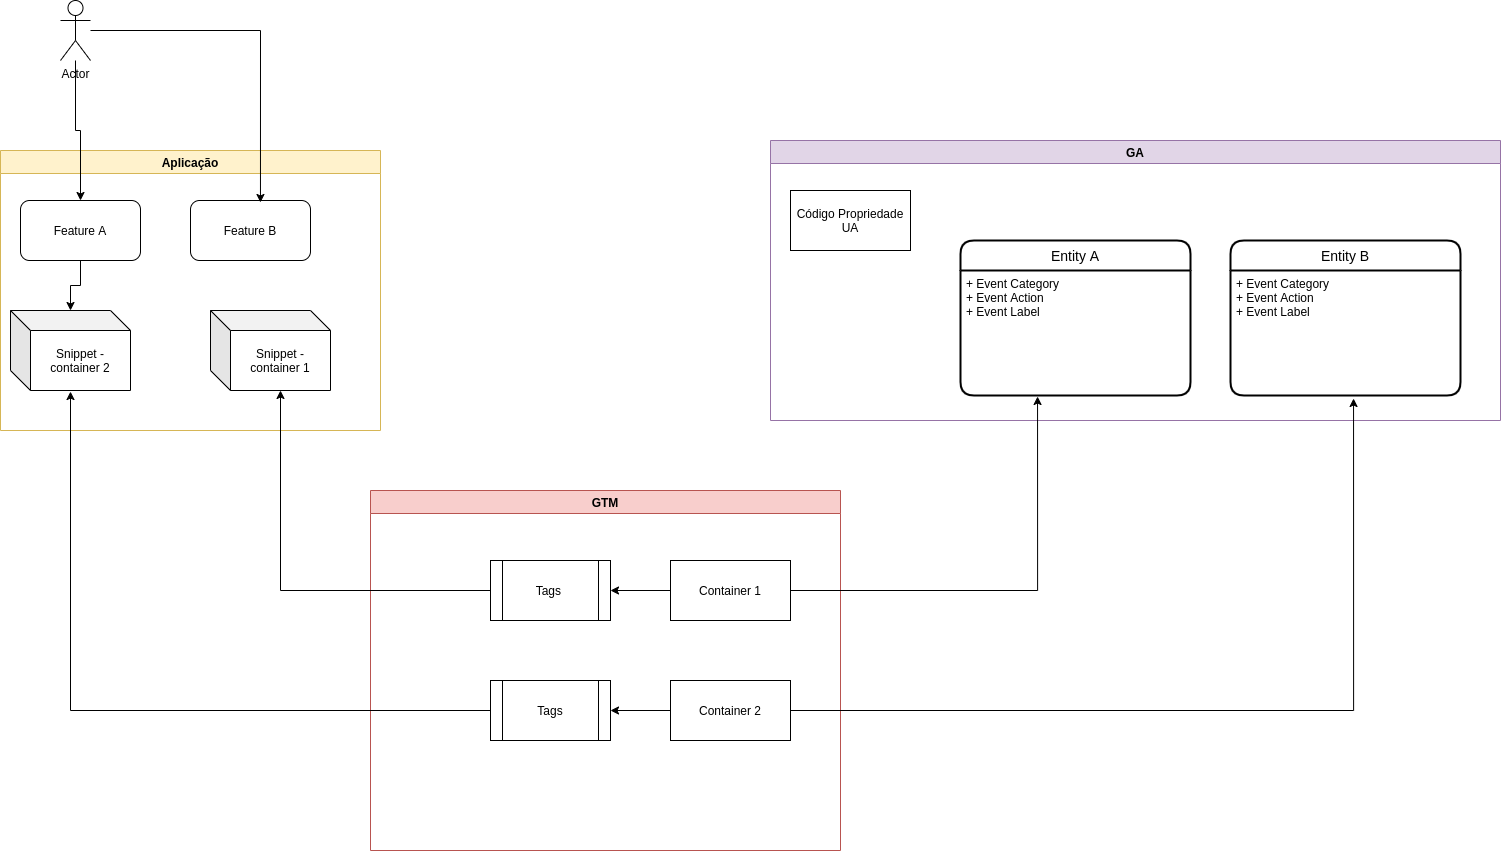 Actor
Aplicação
Feature A
Feature B
Snippet -
container 2
Snippet -
container 1
GA
Código Propriedade
UA
Entity A
+ Event Category
+ Event Action
+ Event Label
Entity B
+ Event Category
+ Event Action
+ Event Label
GTM
Tags
Container 1
Tags
Container 2